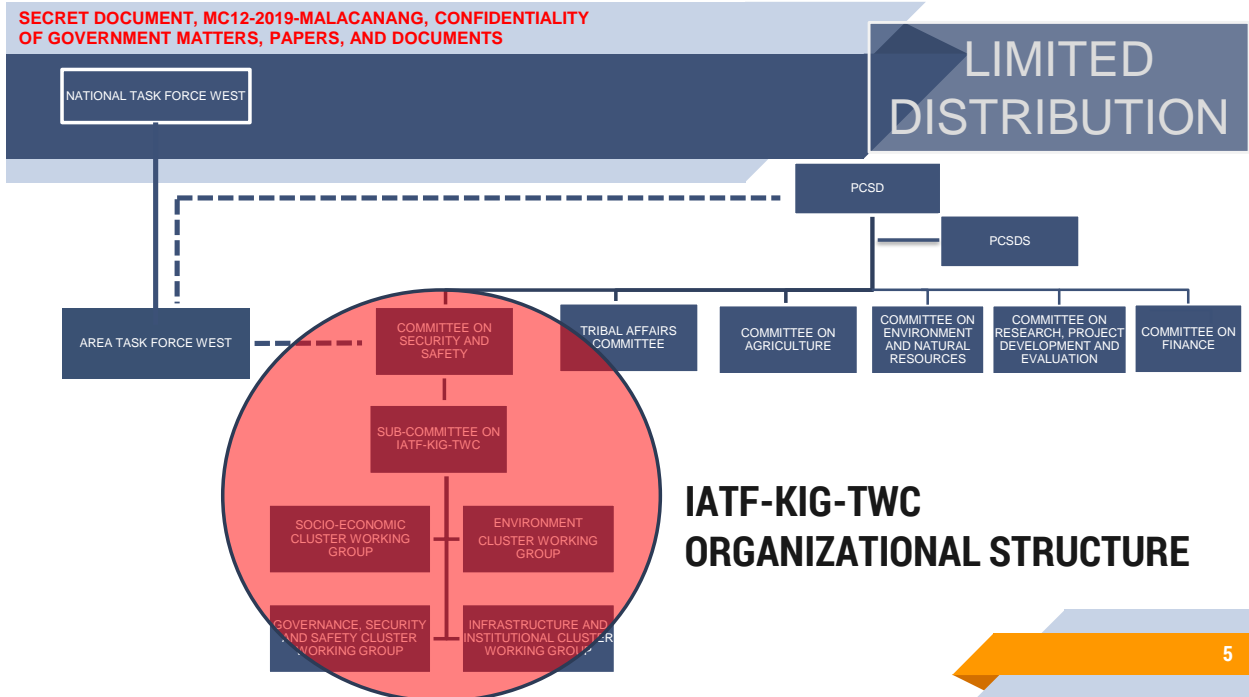 SECRET DOCUMENT, MC12-2019-MALACANANG, CONFIDENTIALITY
OF GOVERNMENT MATTERS, PAPERS, AND DOCUMENTS
LIMITED
DISTRIBUTION
NATIONAL TASK FORCE WEST
PCSD
PCSDS
AREA TASK FORCE WEST
COMMITTEE ON
SECURITY AND
SAFETY
TRIBAL AFFAIRS
COMMITTEE
COMMITTEE ON
AGRICULTURE
COMMITTEE ON
ENVIRONMENT
AND NATURAL
RESOURCES
COMMITTEE ON
RESEARCH, PROJECT
DEVELOPMENT AND
EVALUATION
COMMITTEE ON
FINANCE
SUB-COMMITTEE ON
IATF-KIG-TWC
SOCIO-ECONOMIC
CLUSTER WORKING
GROUP
ENVIRONMENT
CLUSTER WORKING
GROUP
GOVERNANCE, SECURITY
AND SAFETY CLUSTER
WORKING GROUP
INFRASTRUCTURE AND
INSTITUTIONAL CLUSTER
WORKING GROUP
IATF-KIG-TWC
ORGANIZATIONAL STRUCTURE
5